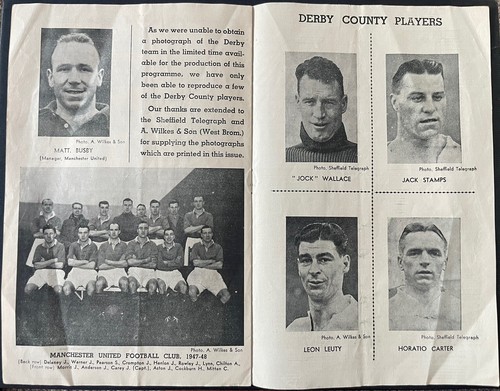 As we were unable to obtain
a photograph of the Derby
team in the limited time avail-
able for the production of this
programme, we have only
been able to reproduce a few
of the Derby County players.
Our thanks are extended to
the Sheffield Telegraph and
A. Wilkes & Son (West Brom.)
for supplying the photographs
which are printed in this issue.
Photo, A. Wilkes & Son
MATT. BUSBY
(Manager, Manchester United)
Photo, A. Wilkes & Son
MANCHESTER UNITED FOOTBALL CLUB, 1947-48
(Back row) Delaney J., Warner J., Pearson S., Crompton J., Hanlon J., Rowley J., Lynn, Chilton A.,
(Front row) Morris J., Anderson J., Carey J. (Capt.), Aston J., Cockburn H., Mitten C.
DERBY COUNTY PLAYERS
Photo, Sheffield Telegraph
"JOCK" WALLACE
Photo, Sheffield Telegraph
JACK STAMPS
Photo, A. Wilkes & Son
LEON LEUTY
Photo, Sheffield Telegraph
HORATIO CARTER